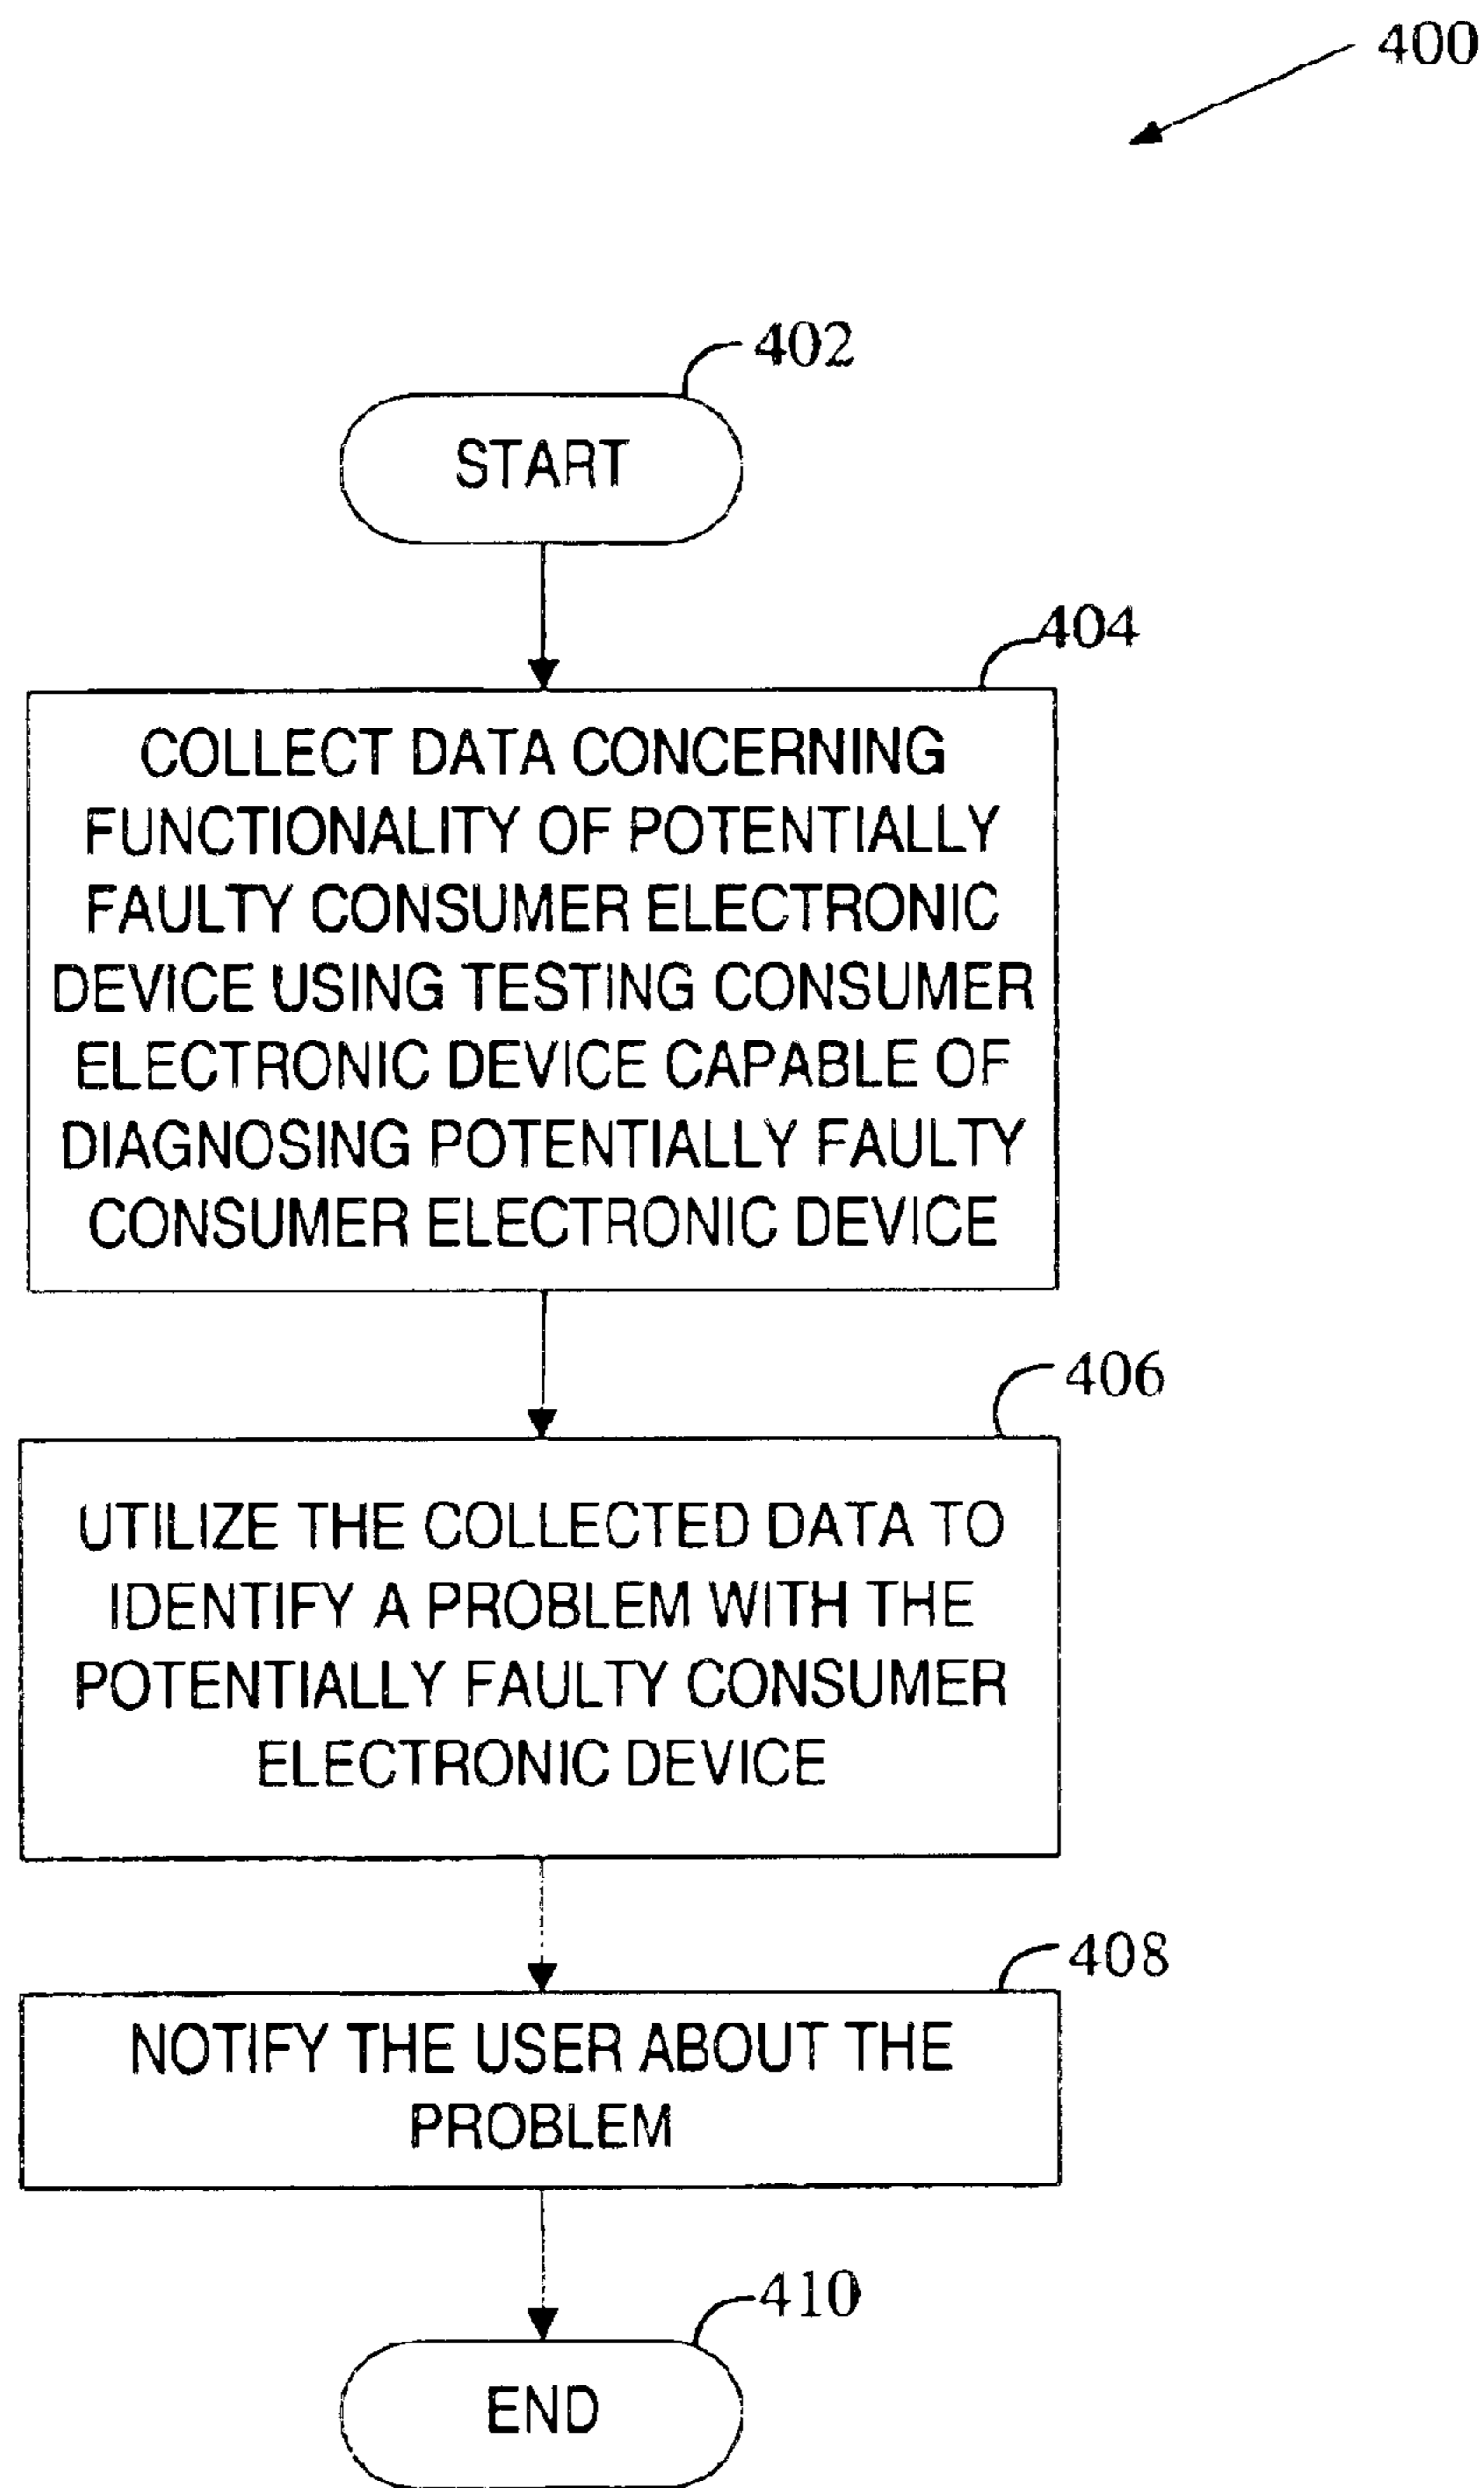 400
402
START
404
COLLECT DATA CONCERNING
FUNCTIONALITY OF POTENTIALLY
FAULTY CONSUMER ELECTRONIC
DEVICE USING TESTING CONSUMER
ELECTRONIC DEVICE CAPABLE OF
DIAGNOSING POTENTIALLY FAULTY
CONSUMER ELECTRONIC DEVICE
406
UTILIZE THE COLLECTED DATA TO
IDENTIFY A PROBLEM WITH THE
POTENTIALLY FAULTY CONSUMER
ELECTRONIC DEVICE
408
NOTIFY THE USER ABOUT THE
PROBLEM
410
END